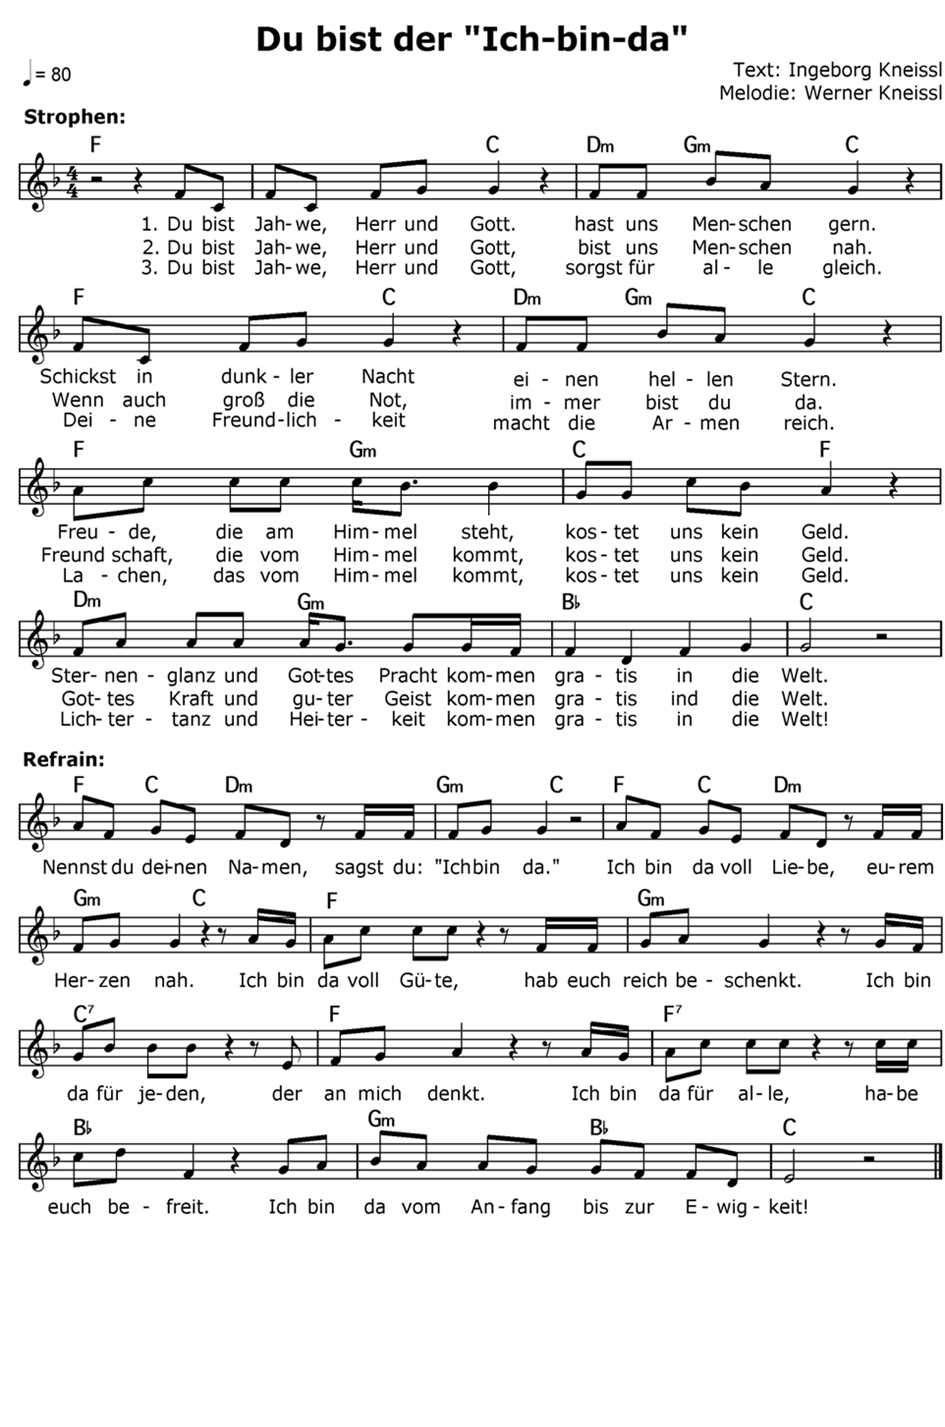 Du bist der "Ich-bin-da"
= 80
Text: Ingeborg Kneissl
Melodie: Werner Kneissl
Strophen:
F C Dm Gm C
1. Du bist Jah-we, Herr und Gott. hast uns Men-schen gern.
2. Du bist Jah-we, Herr und Gott, bist uns Men-schen nah.
3. Du bist Jah-we, Herr und Gott, sorgst für al- le gleich.
F C Dm Gm C
Schickst in dunk - ler Nacht ei - nen hel - len Stern.
Wenn auch groß die Not, im - mer bist du da.
Dei - ne Freund-lich - keit macht die Ar - men reich.
F Gm C F
Freu - de, die am Him - mel steht, kos - tet uns kein Geld.
Freund schaft, die vom Him - mel kommt, kos - tet uns kein Geld.
La - chen, das vom Him - mel kommt, kos - tet uns kein Geld.
Dm Gm B♭ C
Ster- nen - glanz und Got-tes Pracht kom-men gra - tis in die Welt.
Got- tes Kraft und gu-ter Geist kom-men gra - tis ind die Welt.
Lich-ter - tanz und Hei-ter - keit kom-men gra - tis in die Welt!
Refrain:
F C Dm Gm C F C Dm
Nennst du dei-nen Na-men, sagst du: "Ichbin da." Ich bin da voll Lie-be, eu-rem
Gm C F Gm
Her- zen nah. Ich bin da voll Gü-te, hab euch reich be - schenkt. Ich bin
C7 F F7
da für je-den, der an mich denkt. Ich bin da für al-le, ha-be
B♭ Gm B♭ C
euch be - freit. Ich bin da vom An-fang bis zur E - wig - keit!